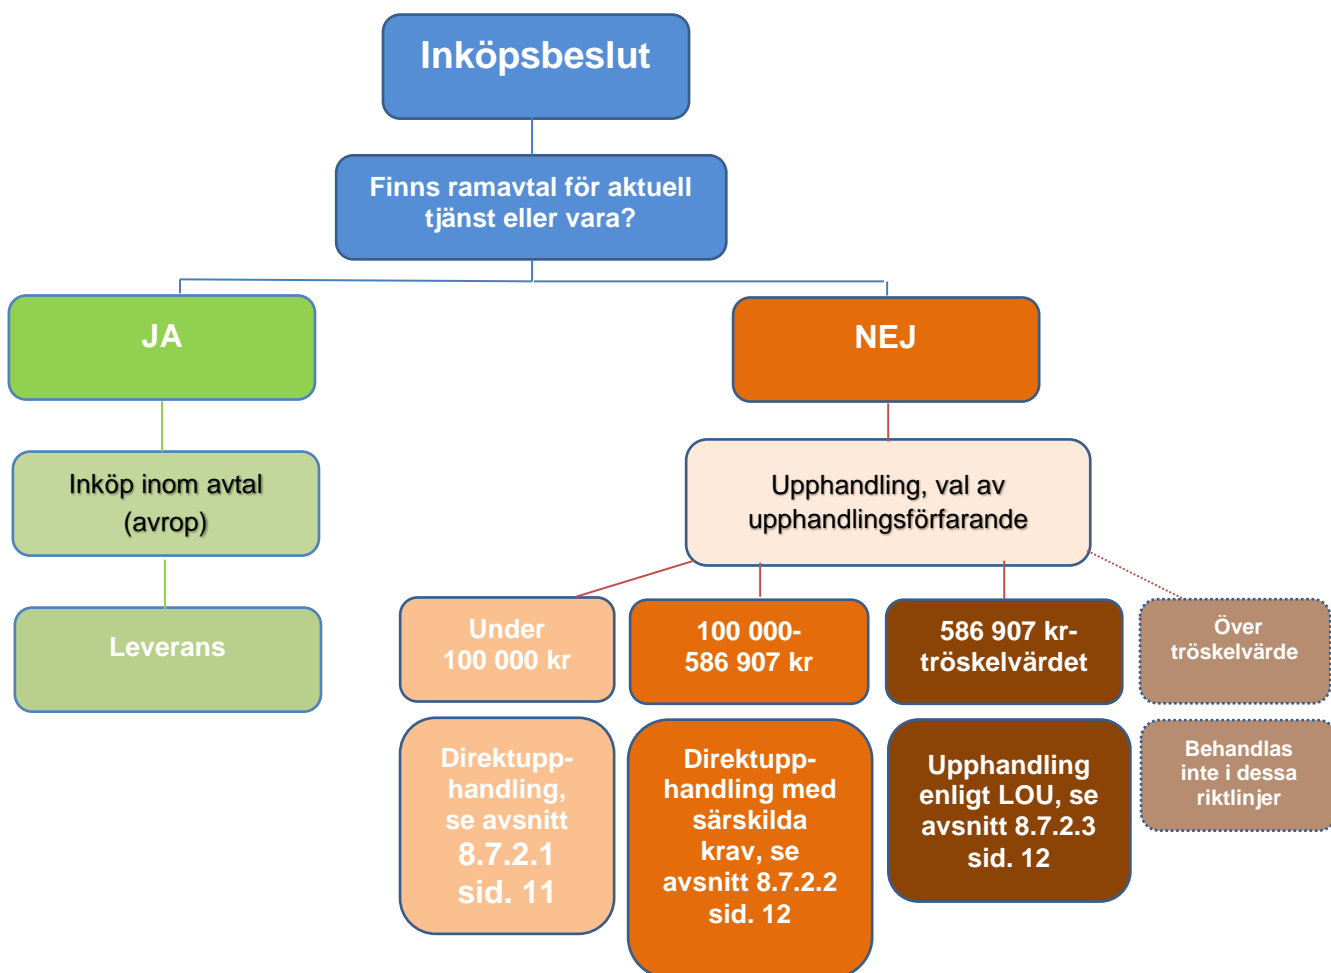 Inköpsbeslut
Finns ramavtal för aktuell
tjänst eller vara?
JA
NEJ
Inköp inom avtal
(avrop)
Upphandling, val av
upphandlingsförfarande
Leverans
Under
100 000 kr
100 000-
586 907 kr
586 907 kr-
tröskelvärdet
Över
tröskelvärde
Direktupp-
handling,
se avsnitt
8.7.2.1
sid. 11
Direktupp-
handling med
särskilda
krav, se
avsnitt 8.7.2.2
sid. 12
Upphandling
enligt LOU, se
avsnitt 8.7.2.3
sid. 12
Behandlas
inte i dessa
riktlinjer